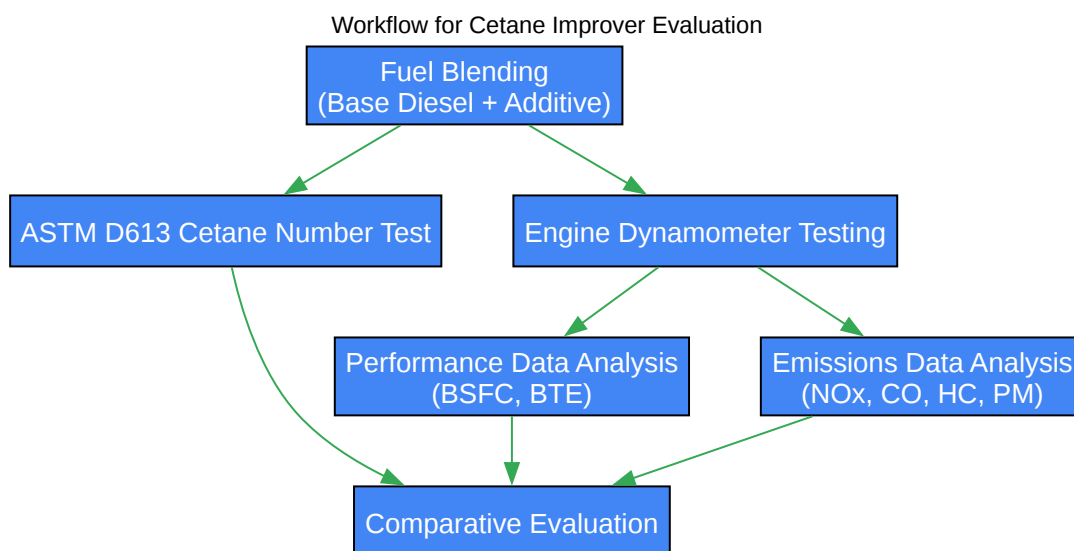 Workflow for Cetane Improver Evaluation
Fuel Blending
(Base Diesel + Additive)
ASTM D613 Cetane Number Test
Engine Dynamometer Testing
Performance Data Analysis
(BSFC, BTE)
Emissions Data Analysis
(NOx, CO, HC, PM)
Comparative Evaluation